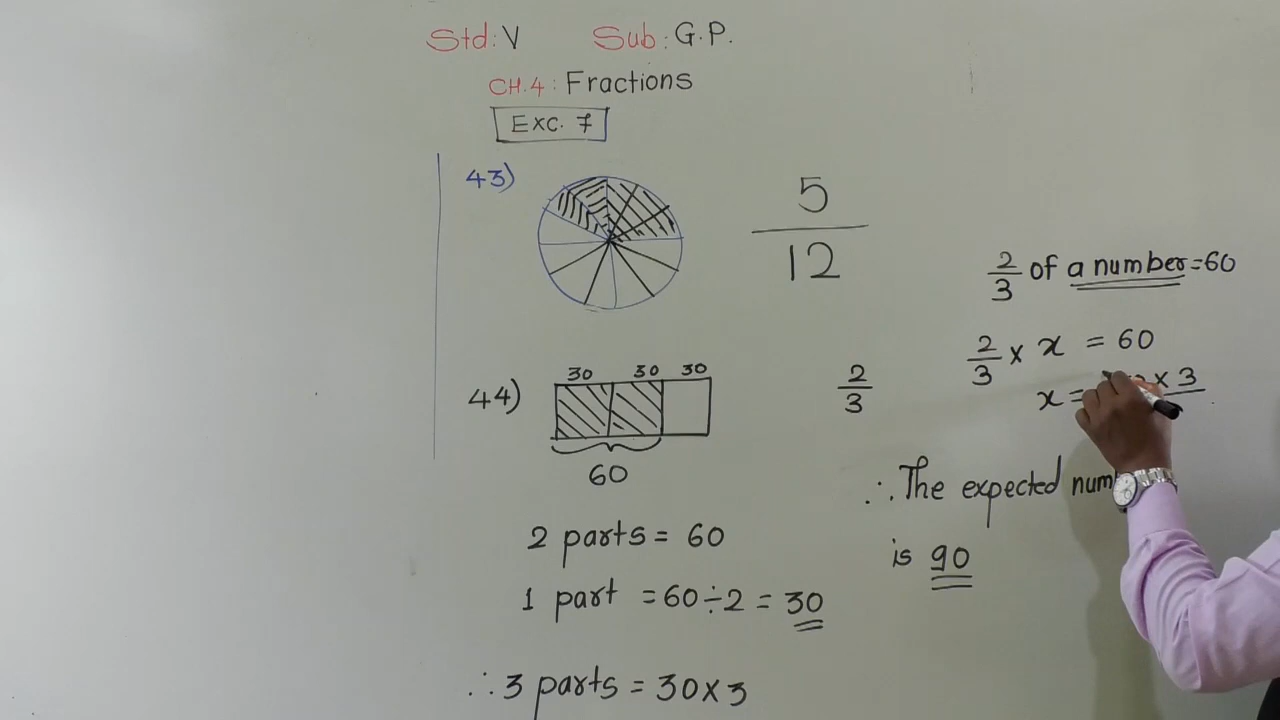 Std: V Sub: G.P.
CH.4: Fractions
Exc. 7
43)
5/12
44)
30 30 30
60
2/3
2 parts = 60
1 part = 60÷2 = 30
∴ 3 parts = 30×3
2/3 of a number=60
2/3 × x = 60
x = × 3
∴ The expected
is 90